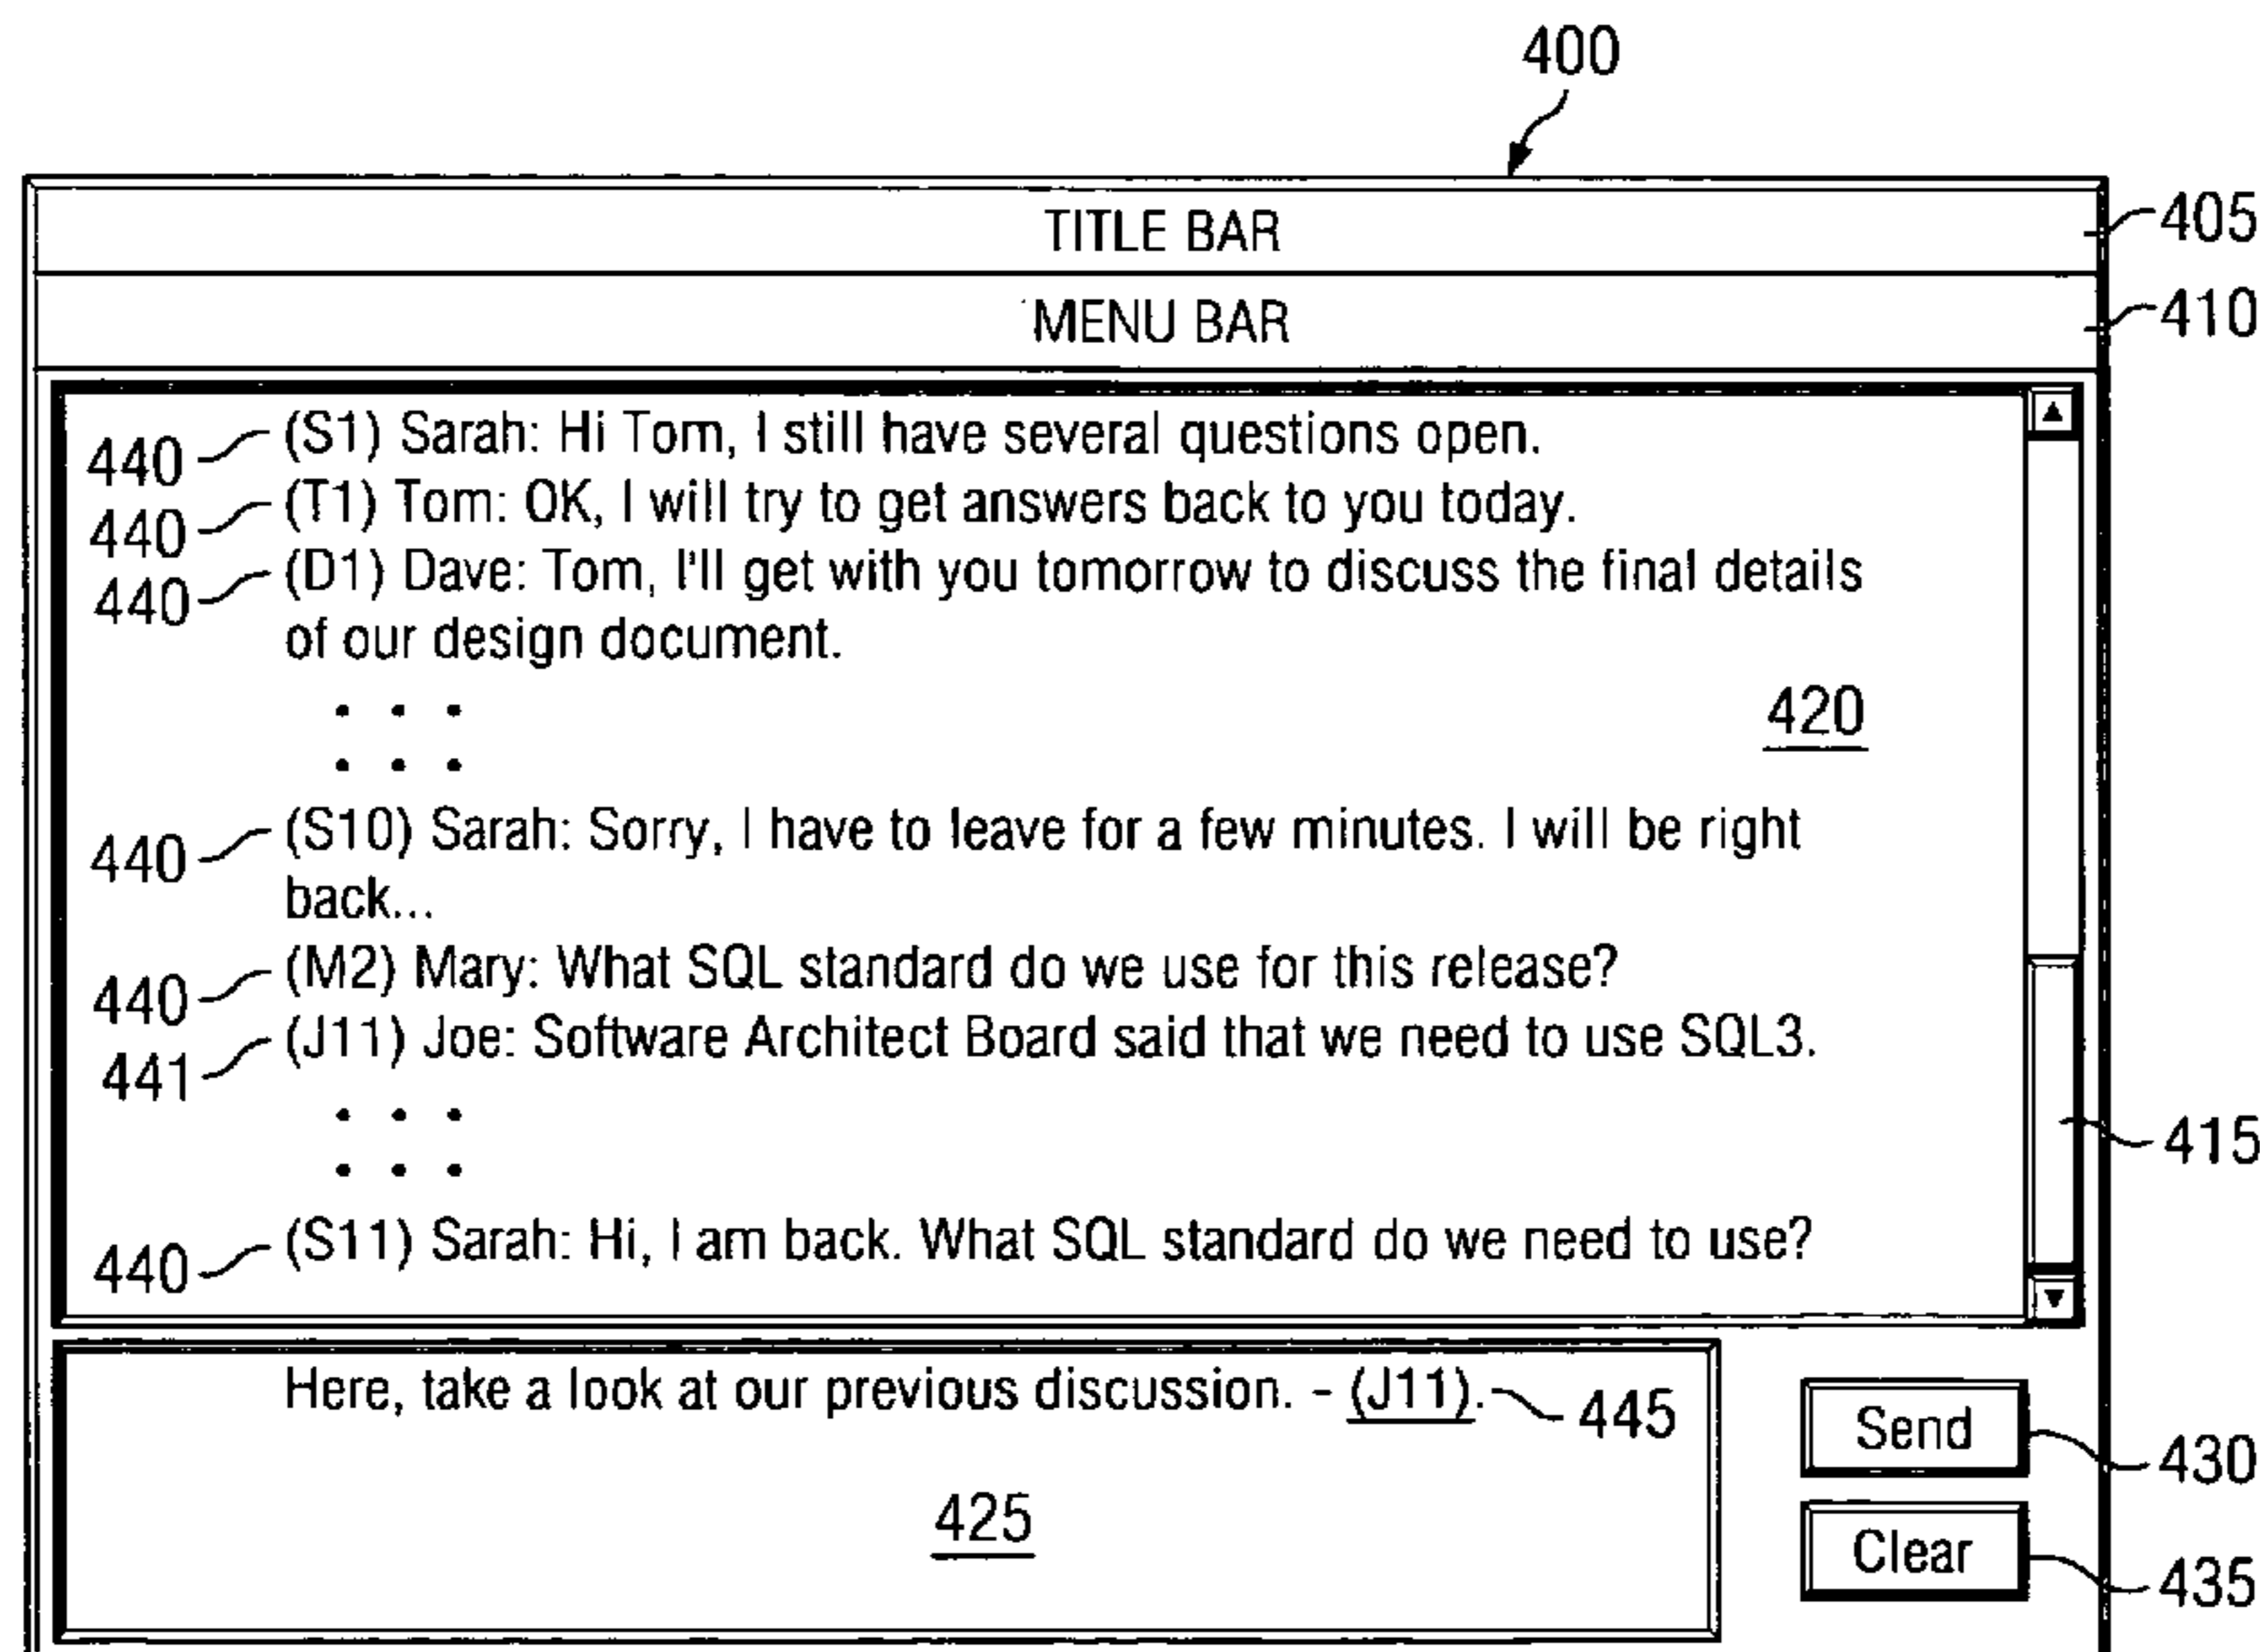 400
TITLE BAR 405
MENU BAR 410
440 (S1) Sarah: Hi Tom, I still have several questions open.
440 (T1) Tom: OK, I will try to get answers back to you today.
440 (D1) Dave: Tom, I'll get with you tomorrow to discuss the final details
of our design document.
. . .
420
. . .
440 (S10) Sarah: Sorry, I have to leave for a few minutes. I will be right
back...
440 (M2) Mary: What SQL standard do we use for this release?
441 (J11) Joe: Software Architect Board said that we need to use SQL3.
. . .
415
. . .
440 (S11) Sarah: Hi, I am back. What SQL standard do we need to use?
Here, take a look at our previous discussion. - (J11). 445
Send 430
425
Clear 435